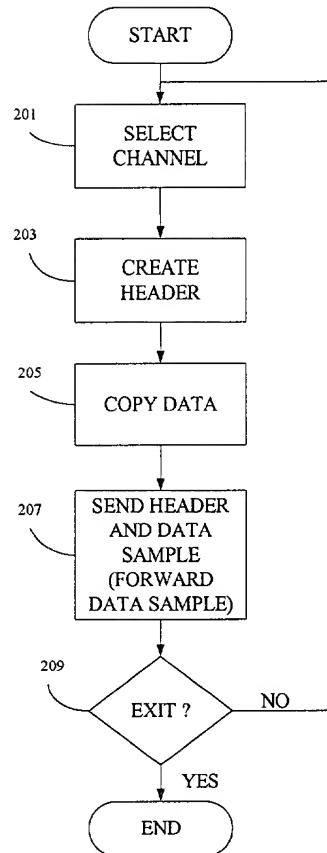 START
201
SELECT
CHANNEL
203
CREATE
HEADER
205
COPY DATA
207
SEND HEADER
AND DATA
SAMPLE
(FORWARD
DATA SAMPLE)
209
EXIT ?
NO
YES
END